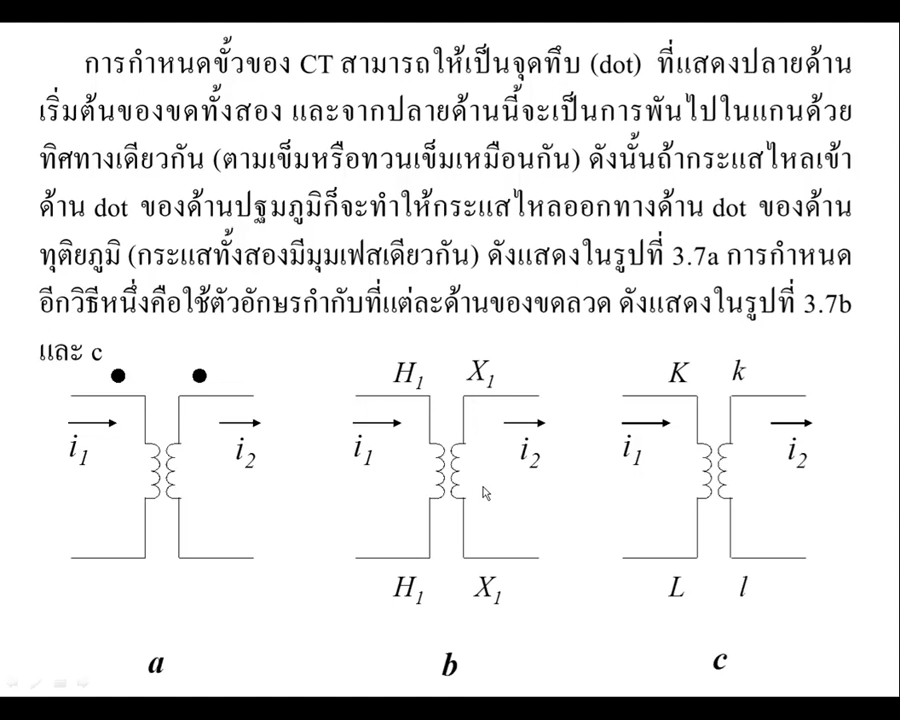 การกำหนดขั้วของ CT สามารถให้เป็นจุดทึบ (dot) ที่แสดงปลายด้าน
เริ่มต้นของขดทั้งสอง และจากปลายด้านนี้จะเป็นการพันไปในแกนด้วย
ทิศทางเดียวกัน (ตามเข็มหรือทวนเข็มเหมือนกัน) ดังนั้นถ้ากระแสไหลเข้า
ด้าน dot ของด้านปฐมภูมิก็จะทำให้กระแสไหลออกทางด้าน dot ของด้าน
ทุติยภูมิ (กระแสทั้งสองมีมุมเฟสเดียวกัน) ดังแสดงในรูปที่ 3.7a การกำหนด
อีกวิธีหนึ่งคือใช้ตัวอักษรกำกับที่แต่ละด้านของขดลวด ดังแสดงในรูปที่ 3.7b
และ c
H1 X1 K k
i1 i2 i1 i2 i1 i2
H1 X1 L l
a b c